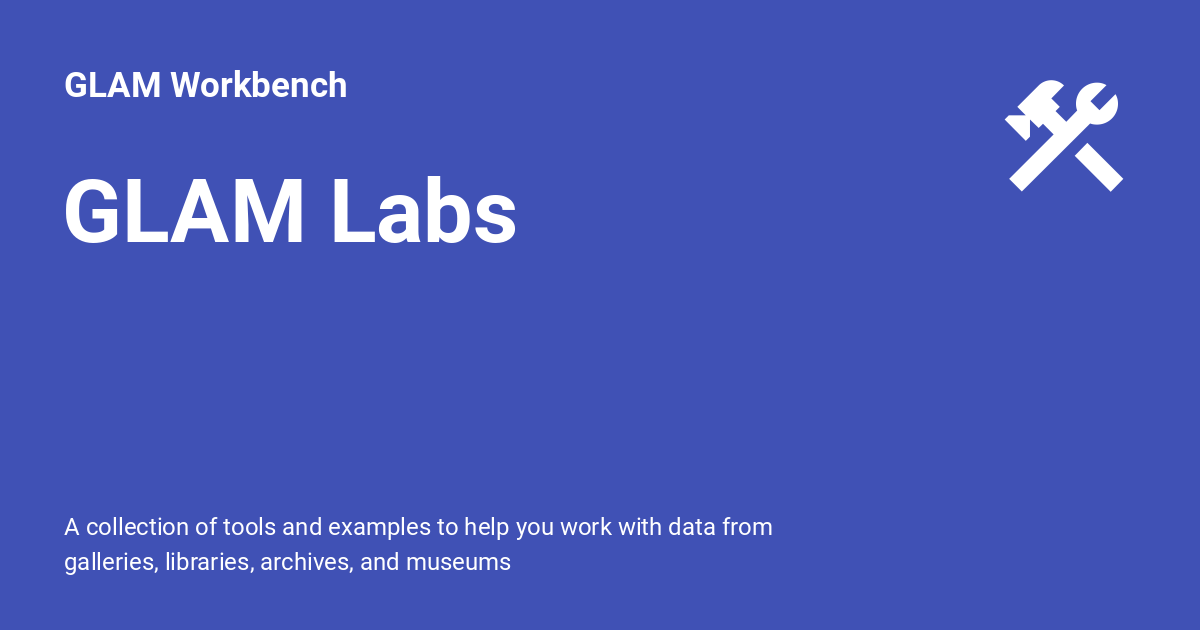 GLAM Workbench
GLAM Labs
A collection of tools and examples to help you work with data from
galleries, libraries, archives, and museums